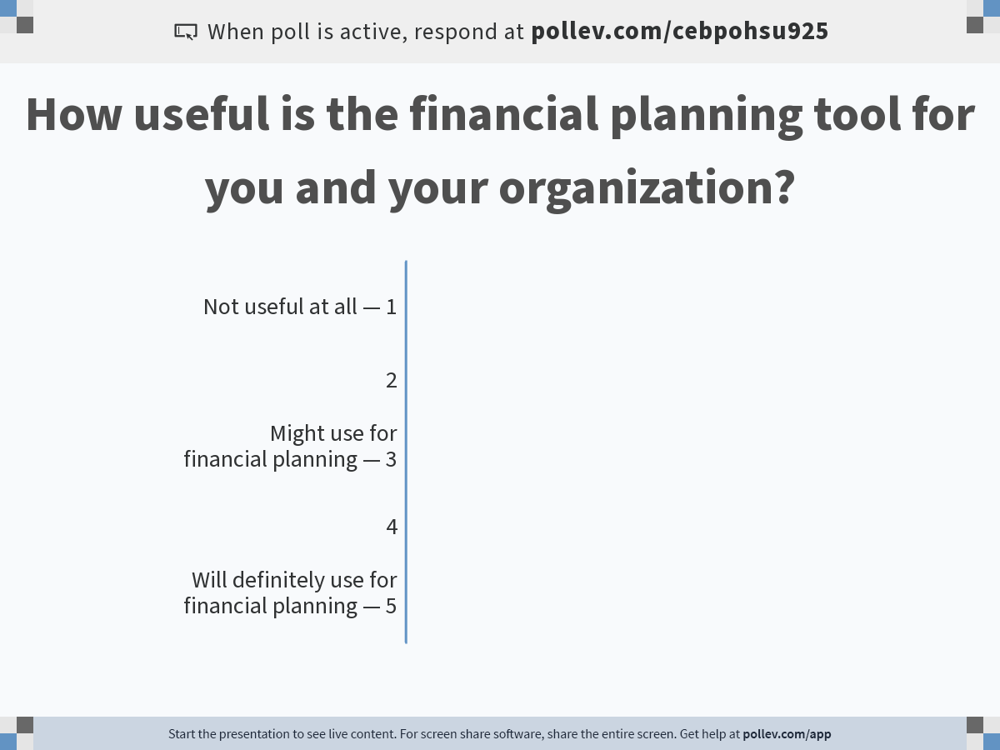 When poll is active, respond at pollev.com/cebpohsu925
How useful is the financial planning tool for
you and your organization?
Not useful at all — 1
2
Might use for
financial planning — 3
4
Will definitely use for
financial planning — 5
Start the presentation to see live content. For screen share software, share the entire screen. Get help at pollev.com/app